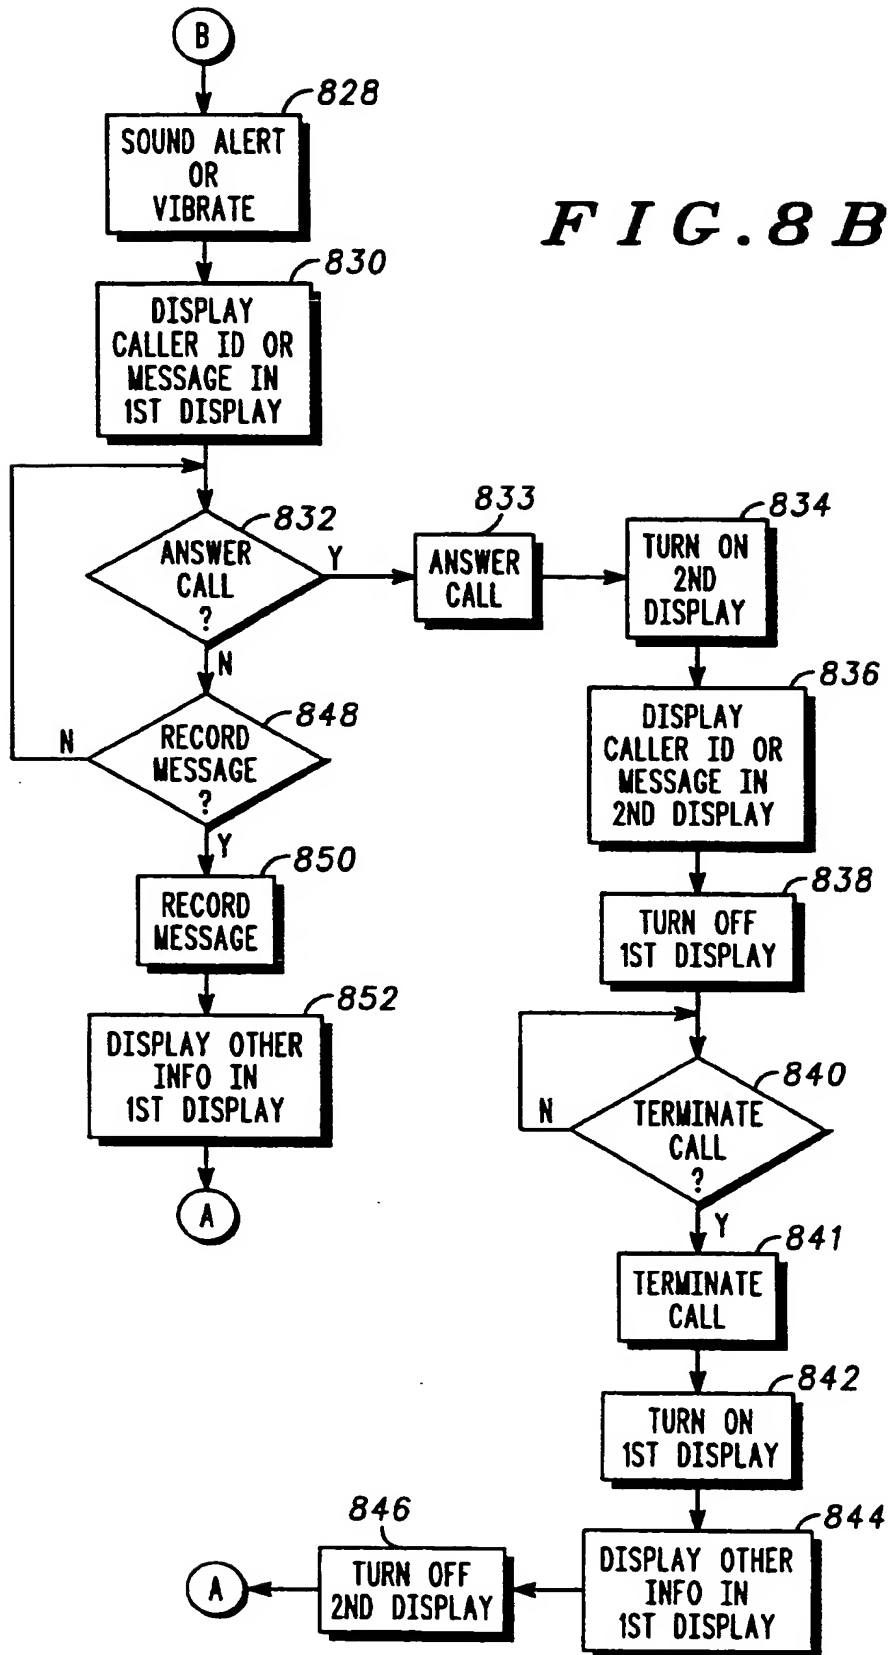 B
828
SOUND ALERT
OR
VIBRATE
FIG.8B
830
DISPLAY
CALLER ID OR
MESSAGE IN
1ST DISPLAY
832
ANSWER
CALL
?
Y
N
833
ANSWER
CALL
834
TURN ON
2ND
DISPLAY
836
DISPLAY
CALLER ID OR
MESSAGE IN
2ND DISPLAY
848
RECORD
MESSAGE
?
N
Y
850
RECORD
MESSAGE
838
TURN OFF
1ST DISPLAY
852
DISPLAY OTHER
INFO IN
1ST DISPLAY
A
840
TERMINATE
CALL
?
N
Y
841
TERMINATE
CALL
842
TURN ON
1ST DISPLAY
844
DISPLAY OTHER
INFO IN
1ST DISPLAY
846
TURN OFF
2ND DISPLAY
A